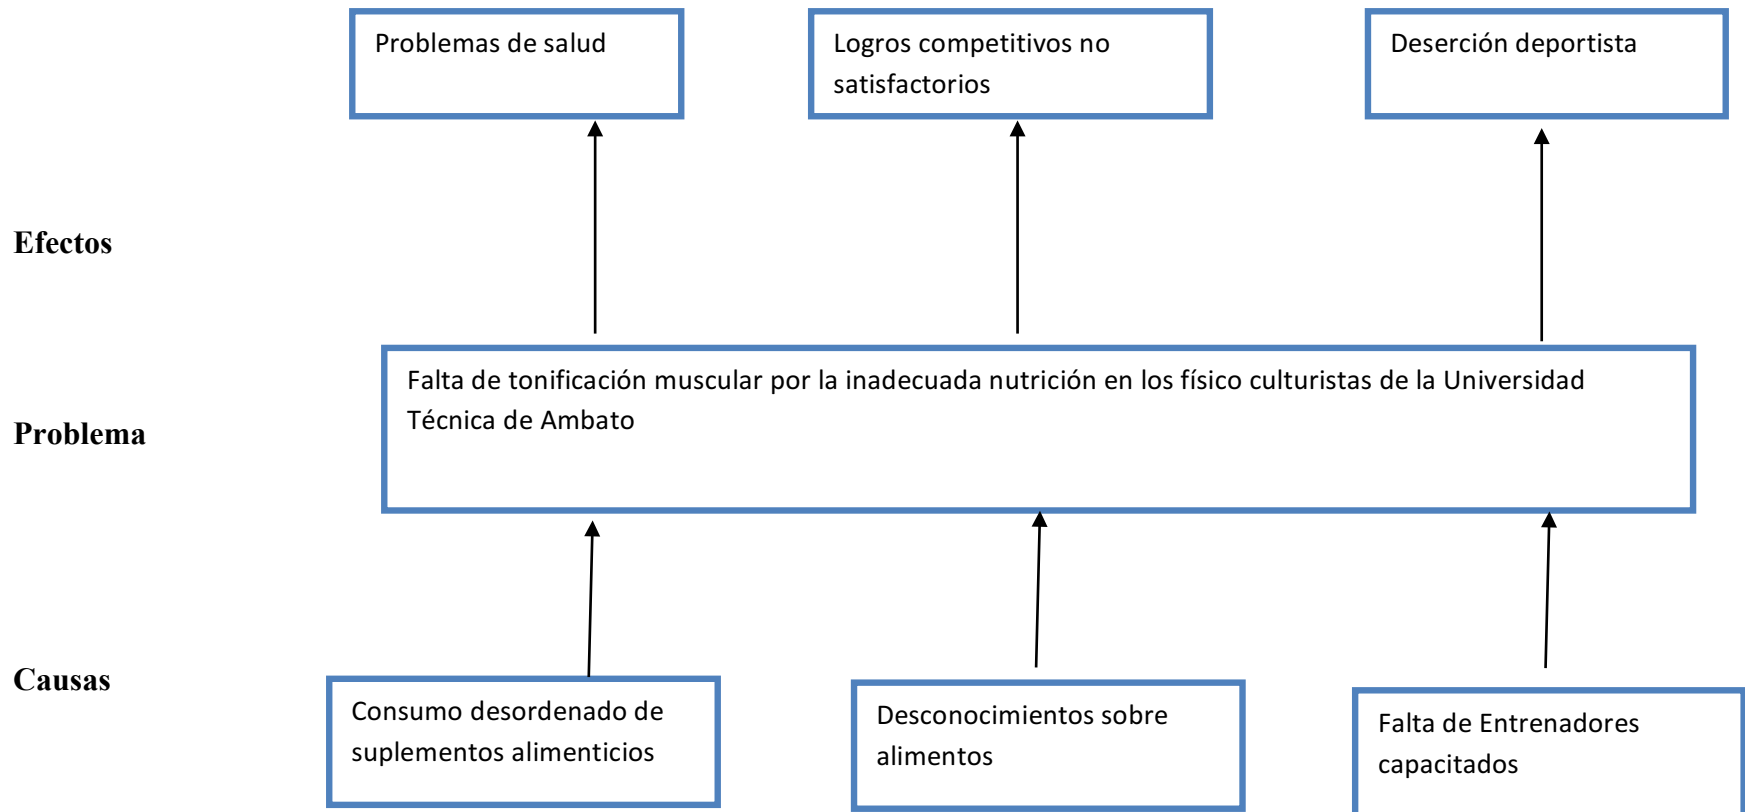 Problemas de salud
Logros competitivos no
satisfactorios
Deserción deportista
Efectos
Falta de tonificación muscular por la inadecuada nutrición en los físico culturistas de la Universidad
Técnica de Ambato
Problema
Causas
Consumo desordenado de
suplementos alimenticios
Desconocimientos sobre
alimentos
Falta de Entrenadores
capacitados